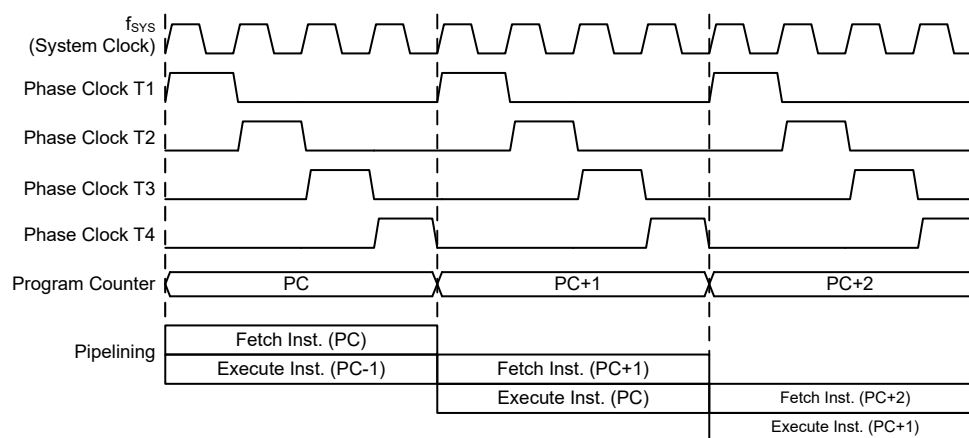 fSYS
(System Clock)
Phase Clock T1
Phase Clock T2
Phase Clock T3
Phase Clock T4
Program Counter PC PC+1 PC+2
Pipelining
Fetch Inst. (PC)
Execute Inst. (PC-1) Fetch Inst. (PC+1)
Execute Inst. (PC) Fetch Inst. (PC+2)
Execute Inst. (PC+1)